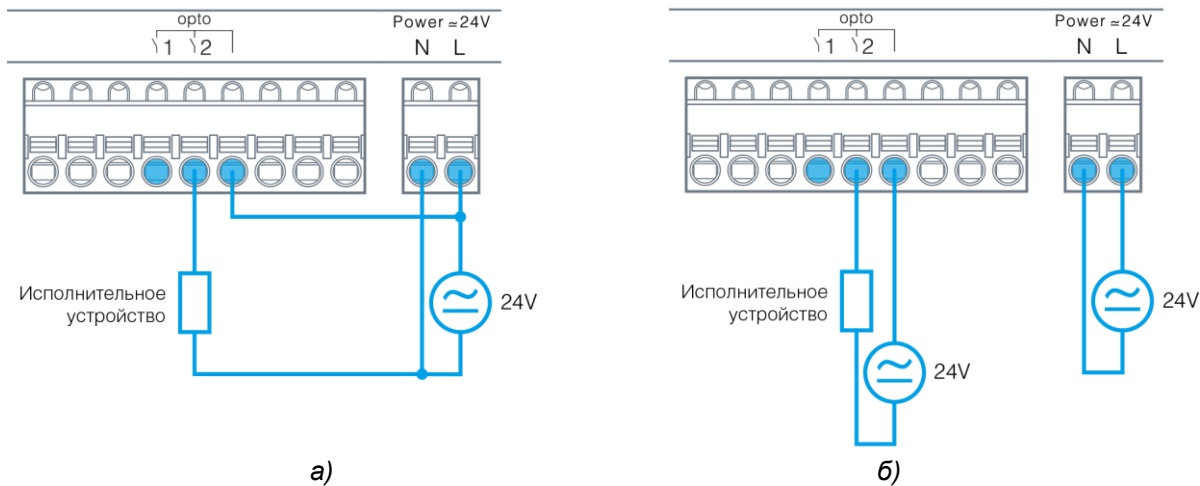 opto
1 2
Power ≂24V
N L
Исполнительное
устройство
24V
а)
opto
1 2
Power ≂24V
N L
Исполнительное
устройство
24V
24V
б)